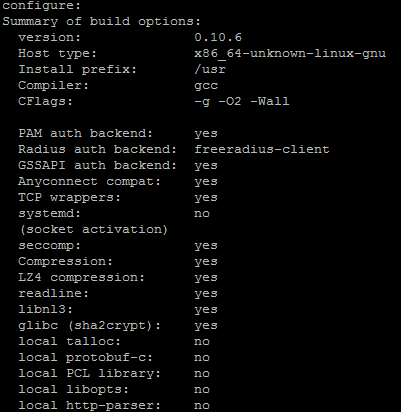 configure:
Summary of build options:
version: 0.10.6
Host type: x86_64-unknown-linux-gnu
Install prefix: /usr
Compiler: gcc
CFlags: -g -O2 -Wall
PAM auth backend: yes
Radius auth backend: freeradius-client
GSSAPI auth backend: yes
Anyconnect compat: yes
TCP wrappers: yes
systemd: no
(socket activation)
seccomp: yes
Compression: yes
LZ4 compression: yes
readline: yes
libnl3: yes
glibc (sha2crypt): yes
local talloc: no
local protobuf-c: no
local PCL library: no
local libopts: no
local http-parser: no